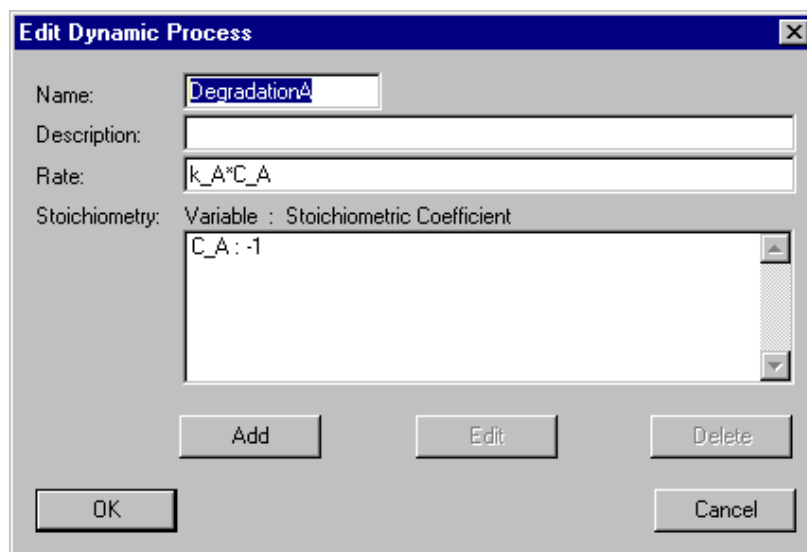 Edit Dynamic Process
Name: DegradationA
Description:
Rate: k_A*C_A
Stoichiometry: Variable : Stoichiometric Coefficient
C_A : -1
Add Edit Delete
OK Cancel